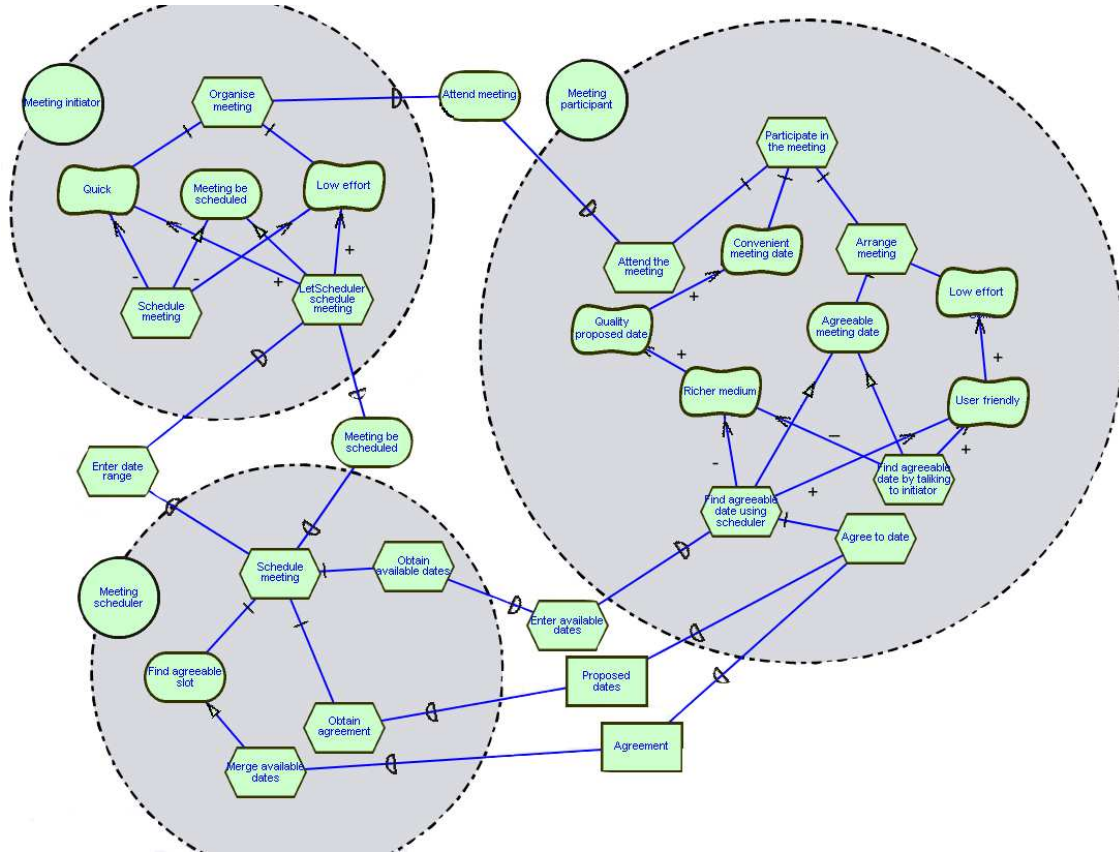 Meeting initiator
Organise
meeting
Quick
Meeting be
scheduled
Low effort
-
-
+
+
Schedule
meeting
LetScheduler
schedule
meeting
Attend meeting
Meeting
participant
Participate in
the meeting
Attend the
meeting
Convenient
meeting date
Arrange
meeting
Low effort
+
Quality
proposed date
Agreeable
meeting date
+
+
Richer medium
User friendly
-
–
+
+
Find agreeable
date using
scheduler
Find agreeable
date by taliking
to initiator
Agree to date
Enter date
range
Meeting be
scheduled
Meeting
scheduler
Schedule
meeting
Obtain
available dates
Enter available
dates
Find agreeable
slot
Obtain
agreement
Merge available
dates
Proposed
dates
Agreement